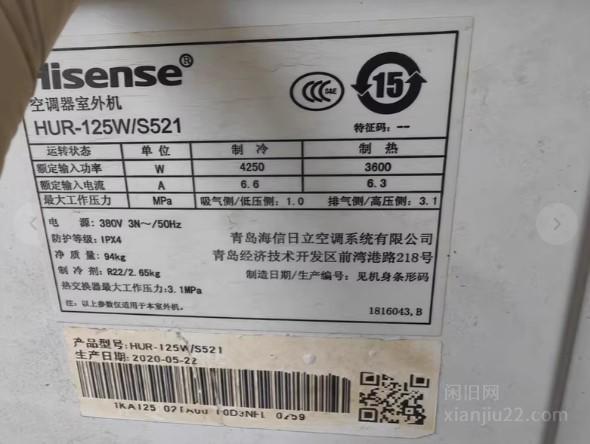 Hisense®
空调器室外机
HUR-125W/S521
15
特征码: --
运转状态 单 位 制 冷 制 热
额定输入功率 W 4250 3600
额定输入电流 A 6.6 6.3
最大工作压力 MPa 吸气侧/低压侧: 1.0 排气侧/高压侧: 3.1
电 源: 380V 3N～/50Hz
防护等级: IPX4
净 质 量: 94kg
制 冷 剂: R22/2.65kg
热交换器最大工作压力: 3.1MPa
注: 以上参数仅适用于本室外机。
青岛海信日立空调系统有限公司
青岛经济技术开发区前湾港路218号
制造日期/生产编号: 见机身条形码
1816043.B
产品型号: HUR-125W/S521
生产日期: 2020-05-22
闲旧网
xianjiu22.com